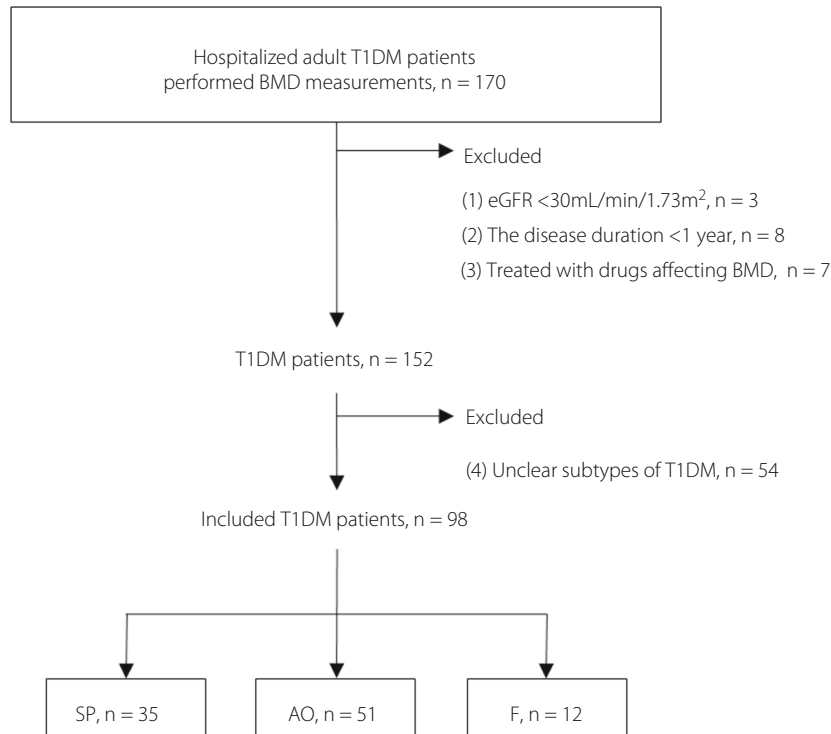 Hospitalized adult T1DM patients
performed BMD measurements, n = 170
Excluded
(1) eGFR <30mL/min/1.73m², n = 3
(2) The disease duration <1 year, n = 8
(3) Treated with drugs affecting BMD, n = 7
T1DM patients, n = 152
Excluded
(4) Unclear subtypes of T1DM, n = 54
Included T1DM patients, n = 98
SP, n = 35
AO, n = 51
F, n = 12